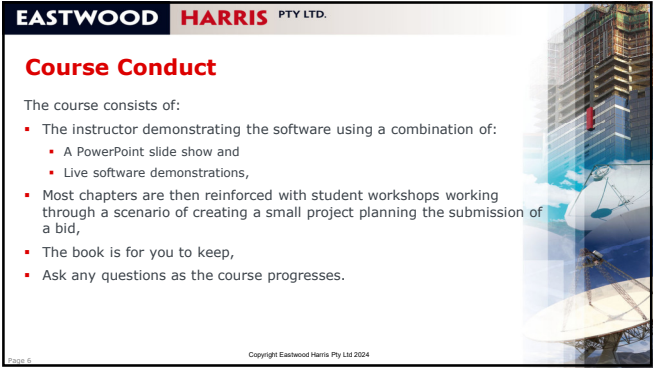 EASTWOOD HARRIS PTY LTD.
Course Conduct
The course consists of:
▪ The instructor demonstrating the software using a combination of:
▪ A PowerPoint slide show and
▪ Live software demonstrations,
▪ Most chapters are then reinforced with student workshops working
through a scenario of creating a small project planning the submission of
a bid,
▪ The book is for you to keep,
▪ Ask any questions as the course progresses.
Copyright Eastwood Harris Pty Ltd 2024
Page 6